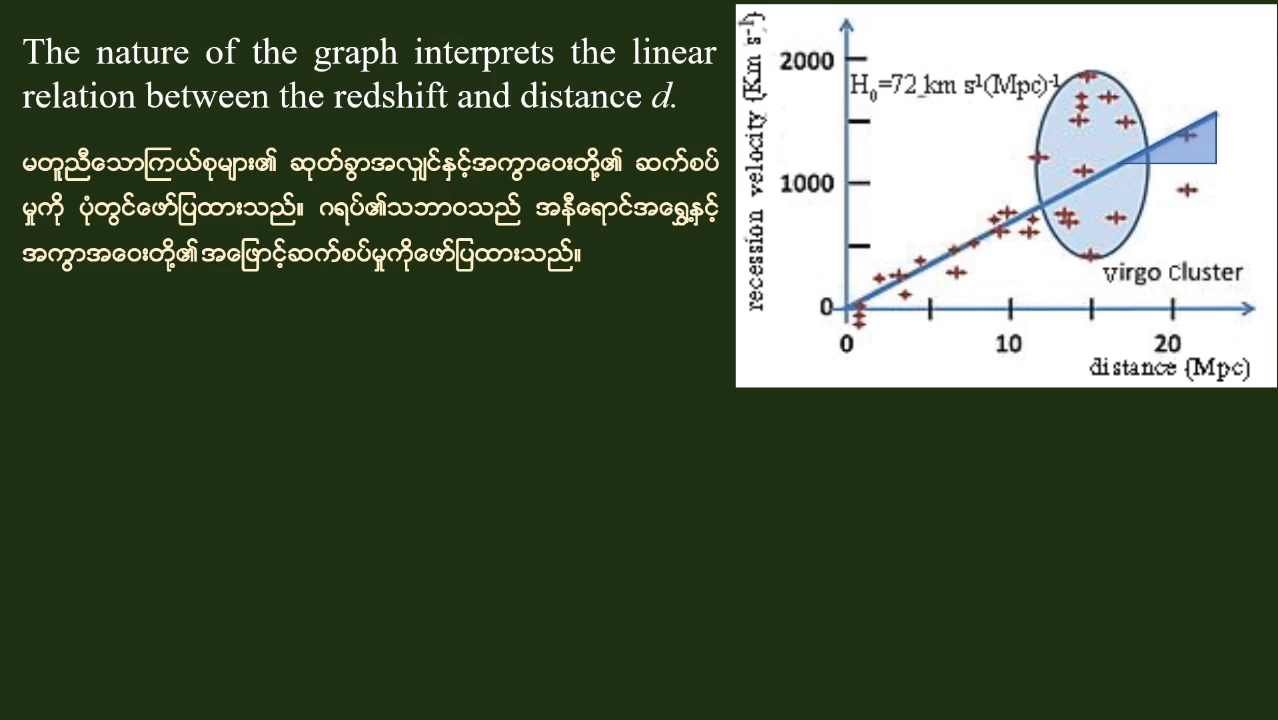 The nature of the graph interprets the linear
relation between the redshift and distance d.
မတူညီသောကြယ်စုများ၏ ဆုတ်ခွာအလျှင်နှင့်အကွာဝေးတို့၏ ဆက်စပ်
မှုကို ပုံတွင်ဖော်ပြထားသည်။ ဂရပ်၏သဘာဝသည် အနီရောင်အရွှေ့နှင့်
အကွာအဝေးတို့၏အဖြောင့်ဆက်စပ်မှုကိုဖော်ပြထားသည်။
recession velocity (Km s⁻¹)
2000
H₀=72 km s¹(Mpc)⁻¹
1000
virgo Cluster
0
0 10 20
distance (Mpc)